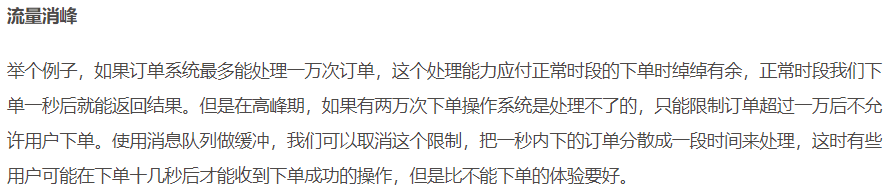 流量消峰
举个例子，如果订单系统最多能处理一万次订单，这个处理能力应付正常时段的下单时绰绰有余，正常时段我们下
单一秒后就能返回结果。但是在高峰期，如果有两万次下单操作系统是处理不了的，只能限制订单超过一万后不允
许用户下单。使用消息队列做缓冲，我们可以取消这个限制，把一秒内下的订单分散成一段时间来处理，这时有些
用户可能在下单十几秒后才能收到下单成功的操作，但是比不能下单的体验要好。